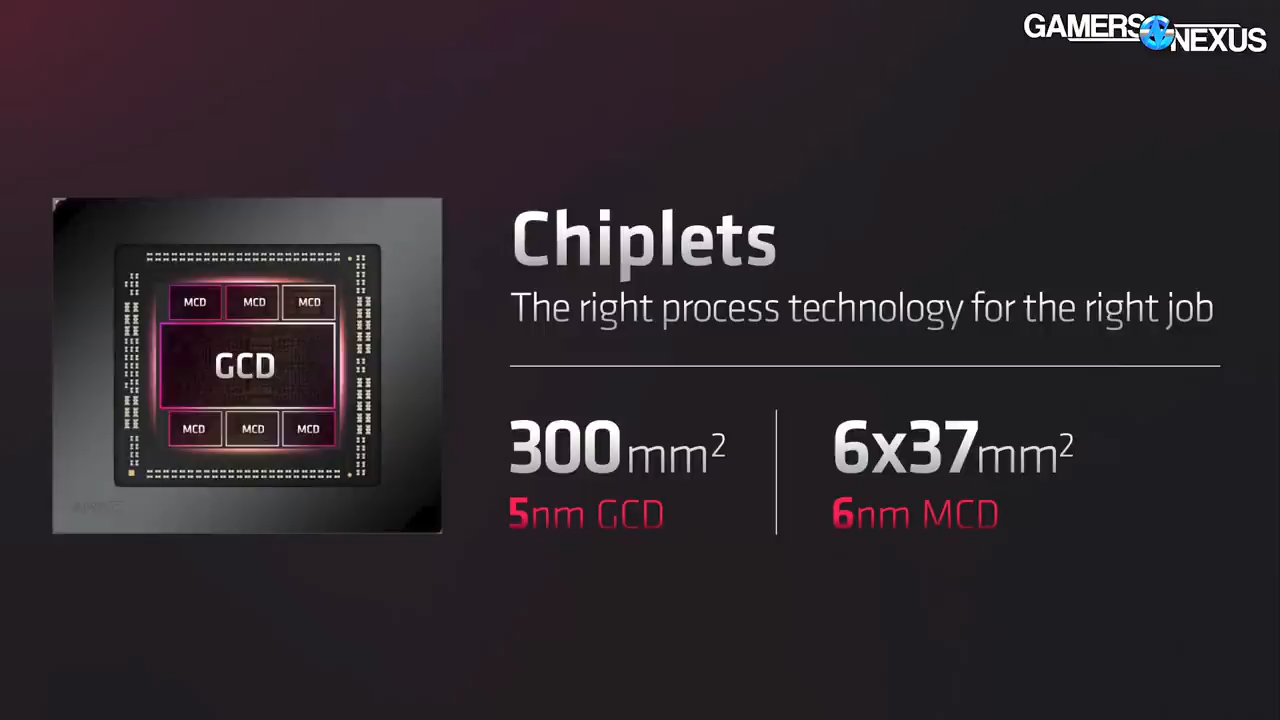 GAMERS NEXUS
Chiplets
The right process technology for the right job
MCD MCD MCD
GCD
MCD MCD MCD
300mm²
5nm GCD
6x37mm²
6nm MCD